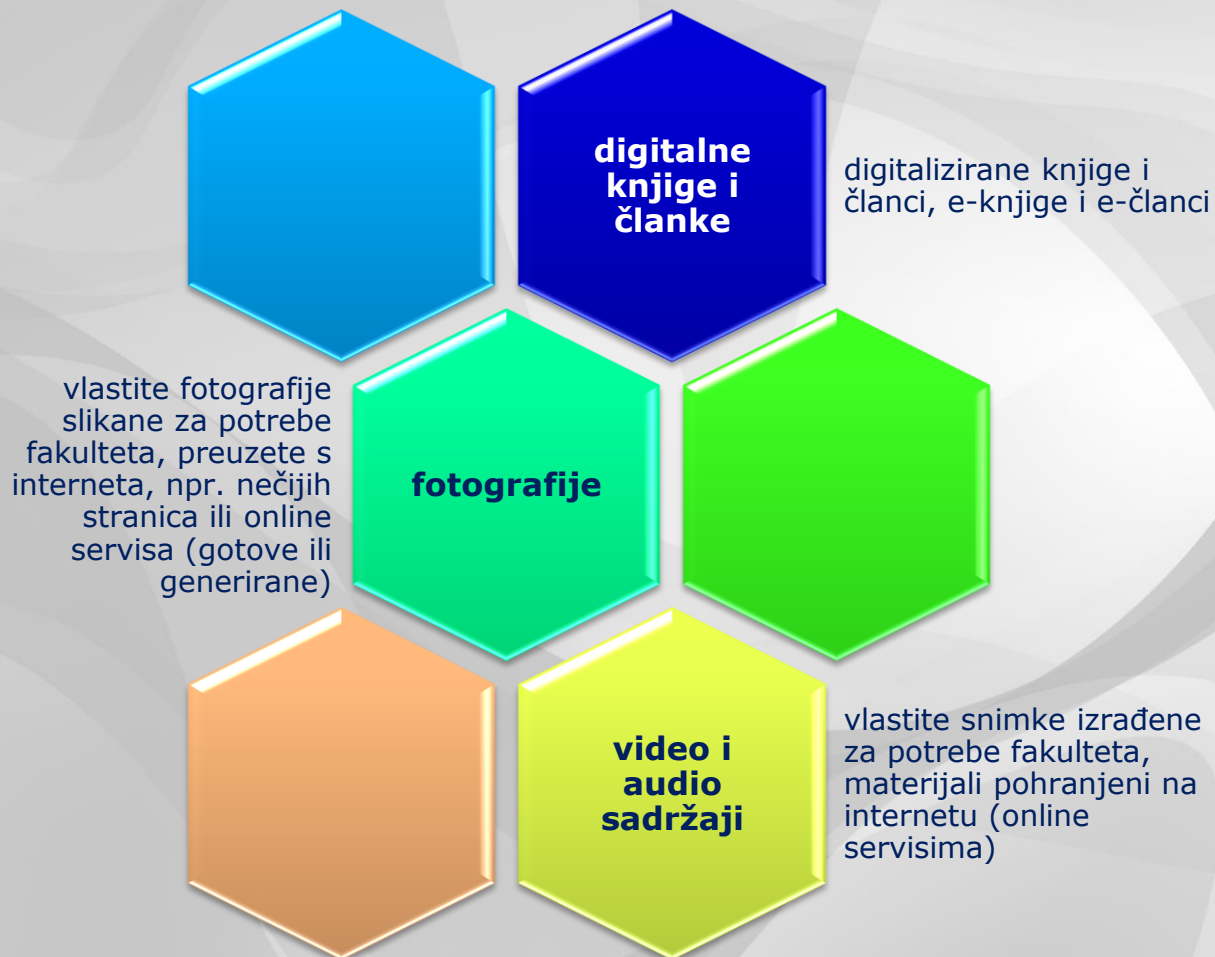 digitalne
knjige i
članke
digitalizirane knjige i
članci, e-knjige i e-članci
vlastite fotografije
slikane za potrebe
fakulteta, preuzete s
interneta, npr. nečijih
stranica ili online
servisa (gotove ili
generirane)
fotografije
video i
audio
sadržaji
vlastite snimke izrađene
za potrebe fakulteta,
materijali pohranjeni na
internetu (online
servisima)